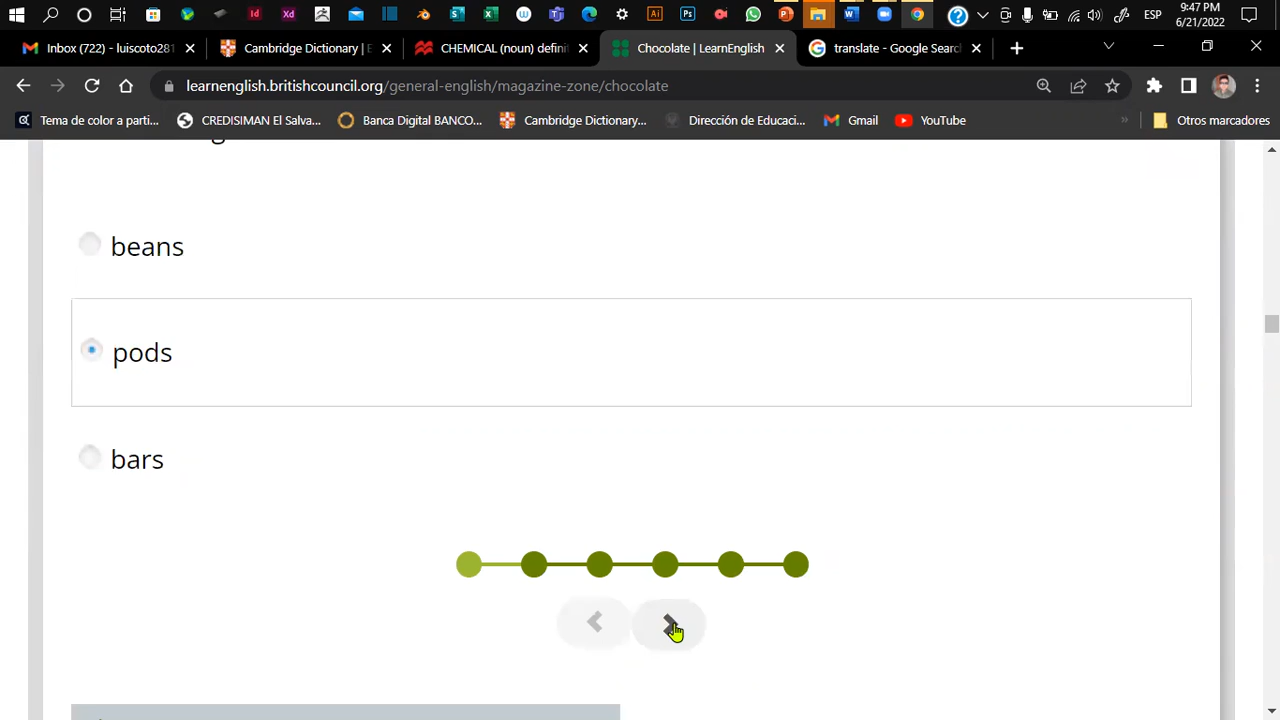 9:47 PM
ESP
6/21/2022
Inbox (722) - luiscoto281
Cambridge Dictionary | E
CHEMICAL (noun) defini
Chocolate | LearnEnglish
translate - Google Searc
learnenglish.britishcouncil.org/general-english/magazine-zone/chocolate
Tema de color a parti...
CREDISIMAN El Salva...
Banca Digital BANCO...
Cambridge Dictionary...
Dirección de Educaci...
Gmail
YouTube
Otros marcadores
beans
pods
bars